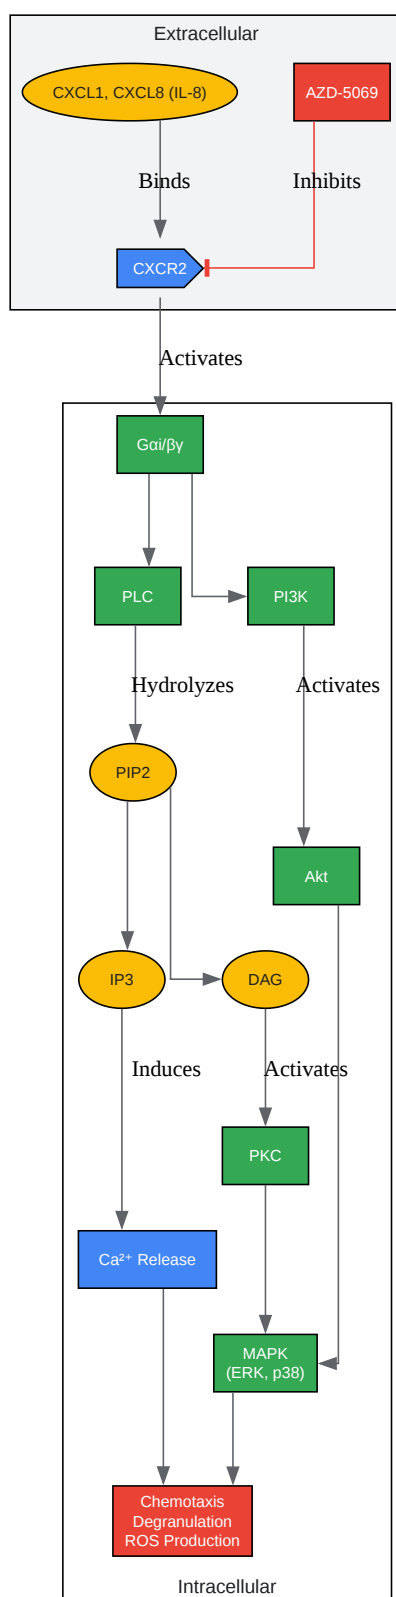 Extracellular
CXCL1, CXCL8 (IL-8)
AZD-5069
Binds
Inhibits
CXCR2
Activates
Gαi/βγ
PLC
PI3K
Hydrolyzes
Activates
PIP2
Akt
IP3
DAG
Induces
Activates
PKC
Ca²⁺ Release
MAPK
(ERK, p38)
Chemotaxis
Degranulation
ROS Production
Intracellular